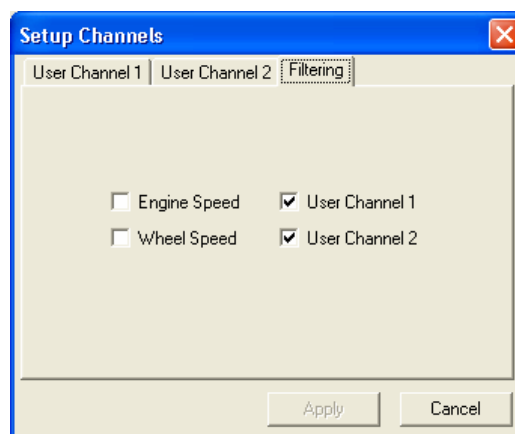 Setup Channels
User Channel 1 User Channel 2 Filtering
Engine Speed User Channel 1
Wheel Speed User Channel 2
Apply Cancel